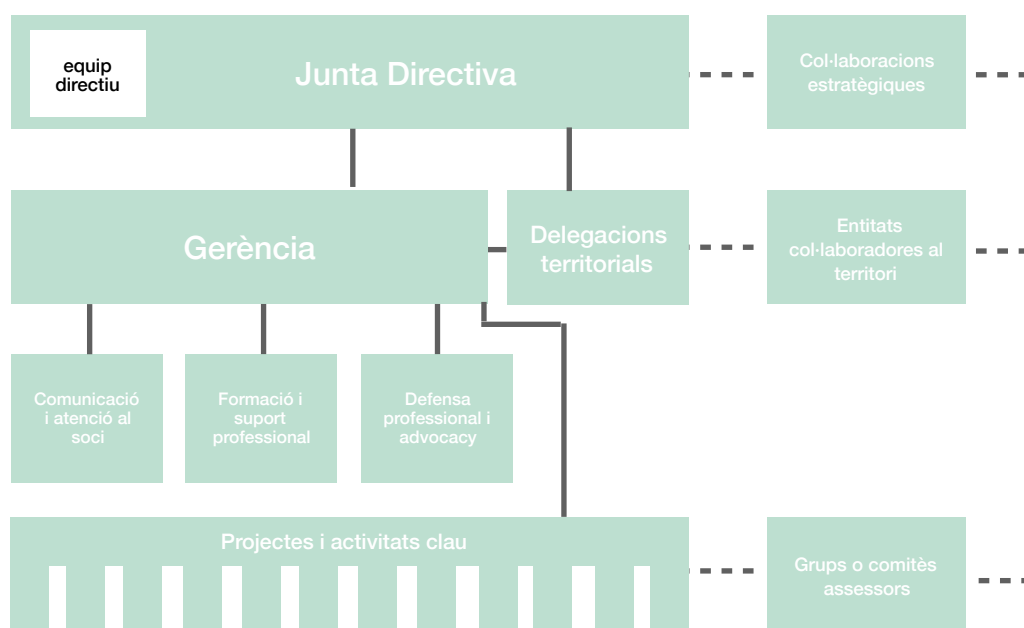 equip
directiu
Junta Directiva
Col·laboracions
estratègiques
Gerència
Delegacions
territorials
Entitats
col·laboradores al
territori
Comunicació
i atenció al
soci
Formació i
suport
professional
Defensa
professional i
advocacy
Projectes i activitats clau
Grups o comitès
assessors